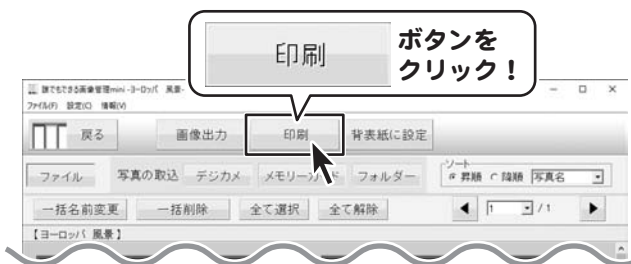 印刷
ボタンを
クリック！
誰でもできる画像管理mini -ヨーロッパ 風景-
ファイル(F) 設定(C) 情報(V)
戻る 画像出力 印刷 背表紙に設定
ファイル 写真の取込 デジカメ メモリーカード フォルダー
ソート
昇順 降順 写真名
一括名前変更 一括削除 全て選択 全て解除 1 / 1
【ヨーロッパ 風景】